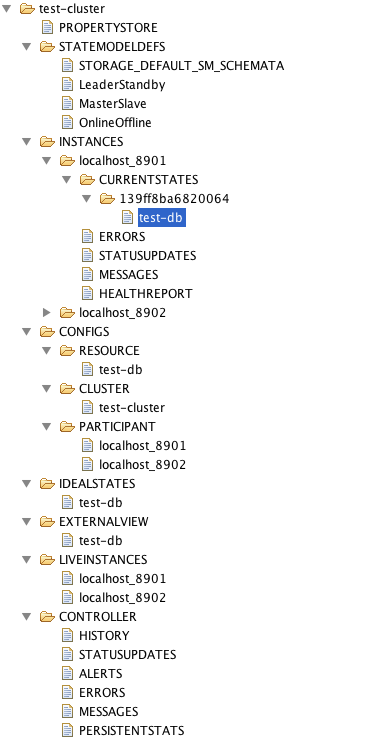 test-cluster
PROPERTYSTORE
STATEMODELDEFS
STORAGE_DEFAULT_SM_SCHEMATA
LeaderStandby
MasterSlave
OnlineOffline
INSTANCES
localhost_8901
CURRENTSTATES
139ff8ba6820064
test-db
ERRORS
STATUSUPDATES
MESSAGES
HEALTHREPORT
localhost_8902
CONFIGS
RESOURCE
test-db
CLUSTER
test-cluster
PARTICIPANT
localhost_8901
localhost_8902
IDEALSTATES
test-db
EXTERNALVIEW
test-db
LIVEINSTANCES
localhost_8901
localhost_8902
CONTROLLER
HISTORY
STATUSUPDATES
ALERTS
ERRORS
MESSAGES
PERSISTENTSTATS